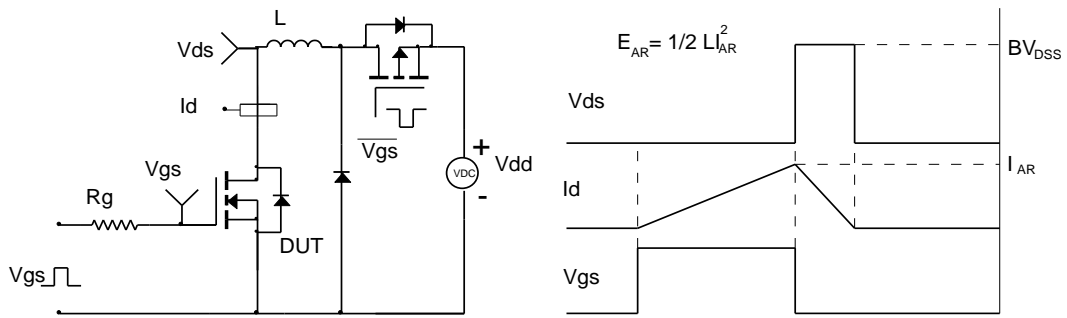 L
Vds
Id
Vgs
Vgs
+
Vdd
VDC
-
Rg
DUT
Vgs
E_AR = 1/2 LI_AR^2
BV_DSS
Vds
I_AR
Id
Vgs